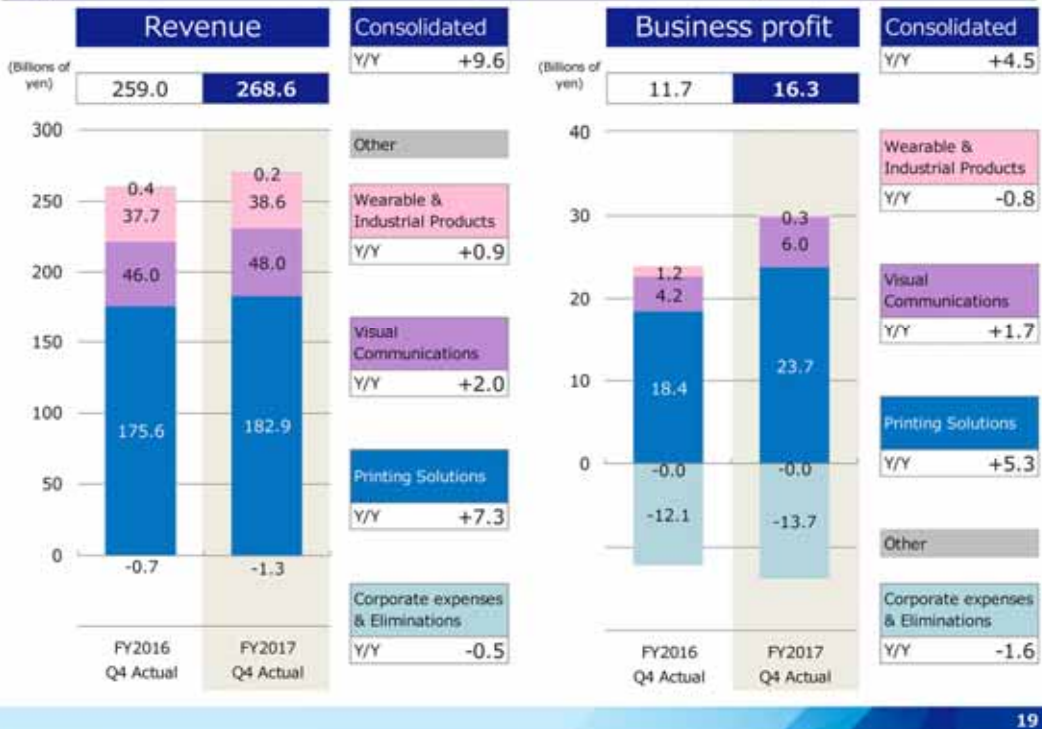 Revenue
Consolidated
Y/Y +9.6
(Billions of
yen)
259.0 268.6
300
250
200
150
100
50
0
0.4
37.7
46.0
175.6
-0.7
0.2
38.6
48.0
182.9
-1.3
FY2016
Q4 Actual
FY2017
Q4 Actual
Other
Wearable &
Industrial Products
Y/Y +0.9
Visual
Communications
Y/Y +2.0
Printing Solutions
Y/Y +7.3
Corporate expenses
& Eliminations
Y/Y -0.5
Business profit
Consolidated
Y/Y +4.5
(Billions of
yen)
11.7 16.3
40
30
20
10
0
1.2
4.2
18.4
-0.0
-12.1
0.3
6.0
23.7
-0.0
-13.7
FY2016
Q4 Actual
FY2017
Q4 Actual
Wearable &
Industrial Products
Y/Y -0.8
Visual
Communications
Y/Y +1.7
Printing Solutions
Y/Y +5.3
Other
Corporate expenses
& Eliminations
Y/Y -1.6
19